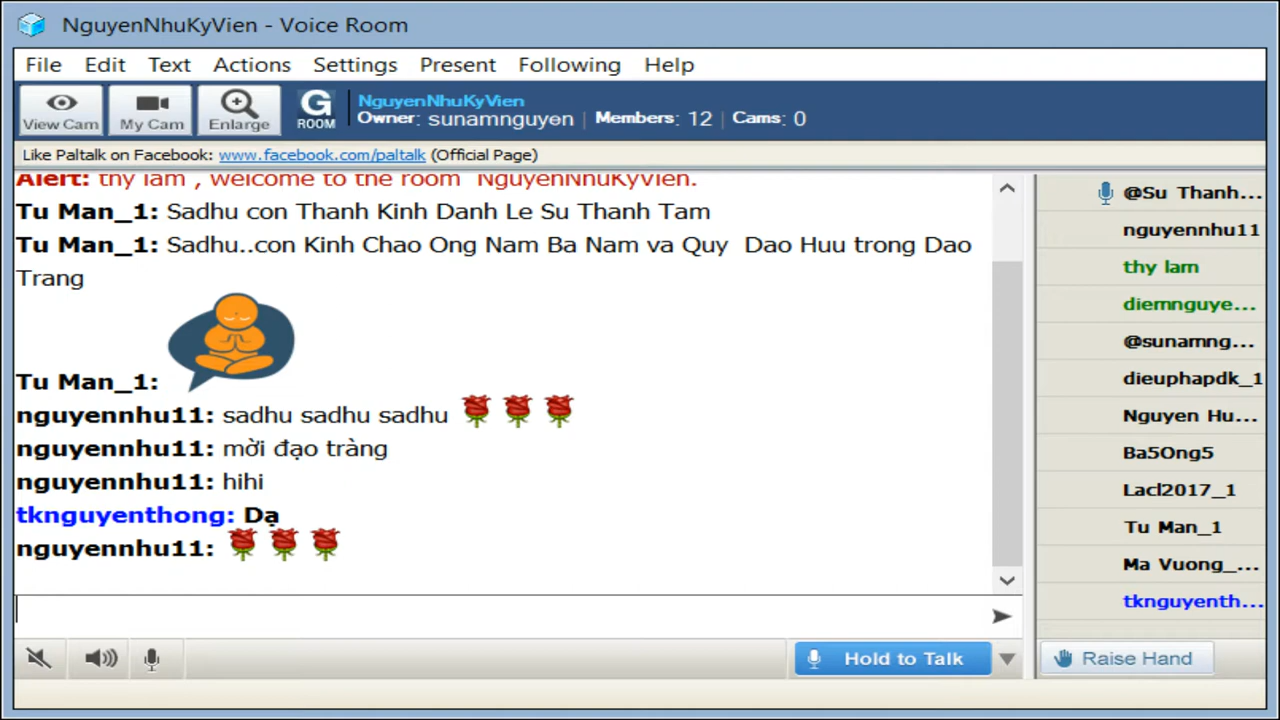 NguyenNhuKyVien - Voice Room
File Edit Text Actions Settings Present Following Help
View Cam My Cam Enlarge G ROOM
NguyenNhuKyVien
Owner: sunamnguyen Members: 12 Cams: 0
Like Paltalk on Facebook: www.facebook.com/paltalk (Official Page)
Alert: thy lam , welcome to the room NguyenNhuKyVien.
Tu Man_1: Sadhu con Thanh Kinh Danh Le Su Thanh Tam
Tu Man_1: Sadhu..con Kinh Chao Ong Nam Ba Nam va Quy Dao Huu trong Dao
Trang
Tu Man_1:
nguyennhu11: sadhu sadhu sadhu
nguyennhu11: mời đạo tràng
nguyennhu11: hihi
tknguyenthong: Dạ
nguyennhu11:
@Su Thanh...
nguyennhu11
thy lam
diemnguye...
@sunamng...
dieuphapdk_1
Nguyen Hu...
Ba5Ong5
Lacl2017_1
Tu Man_1
Ma Vuong_...
tknguyenth...
Hold to Talk
Raise Hand